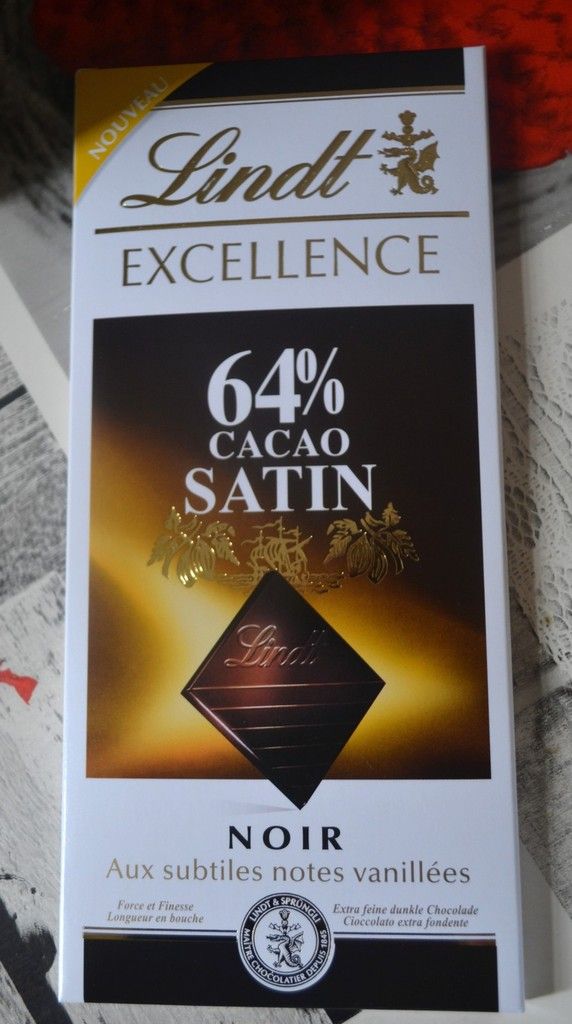 NOUVEAU
Lindt
EXCELLENCE
64%
CACAO
SATIN
Lindt
NOIR
Aux subtiles notes vanillées
Force et Finesse
Longueur en bouche
Extra feine dunkle Chocolade
Cioccolato extra fondente
LINDT & SPRÜNGLI
MAÎTRE CHOCOLATIER DEPUIS 1845